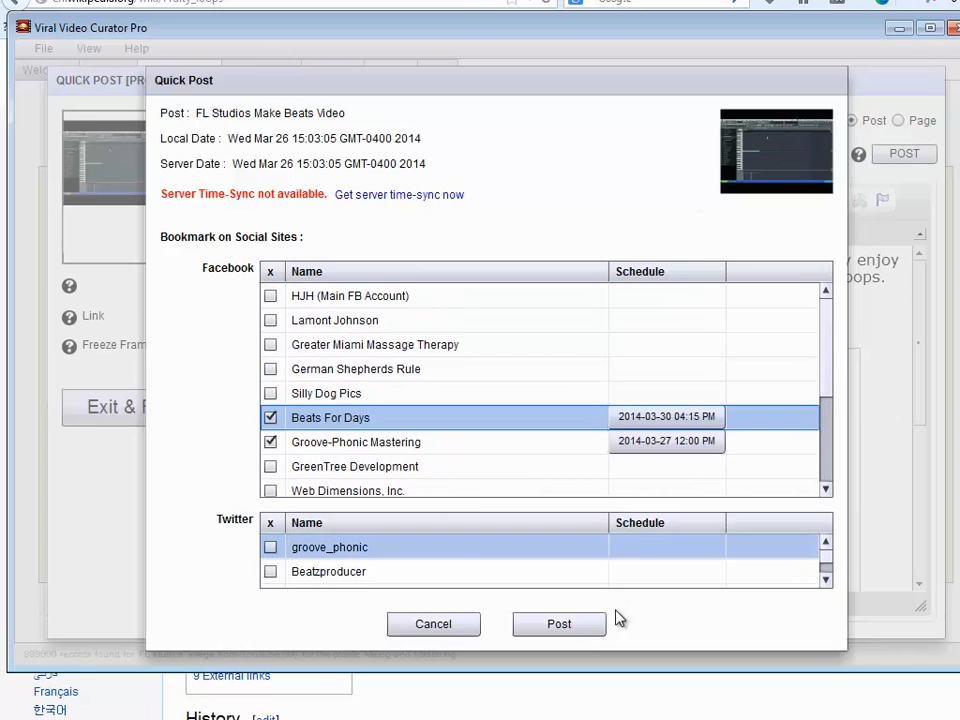 Viral Video Curator Pro
File View Help
QUICK POST
Quick Post
Post : FL Studios Make Beats Video
Local Date : Wed Mar 26 15:03:05 GMT-0400 2014
Server Date : Wed Mar 26 15:03:05 GMT-0400 2014
Server Time-Sync not available. Get server time-sync now
Post Page
POST
Bookmark on Social Sites :
Facebook x Name Schedule
HJH (Main FB Account)
Lamont Johnson
Greater Miami Massage Therapy
German Shepherds Rule
Silly Dog Pics
Beats For Days 2014-03-30 04:15 PM
Groove-Phonic Mastering 2014-03-27 12:00 PM
GreenTree Development
Web Dimensions, Inc.
Twitter x Name Schedule
groove_phonic
Beatzproducer
Cancel Post
Link
Freeze Fram
Exit &
enjoy
oops.
9 External links
Français
한국어
History [edit]